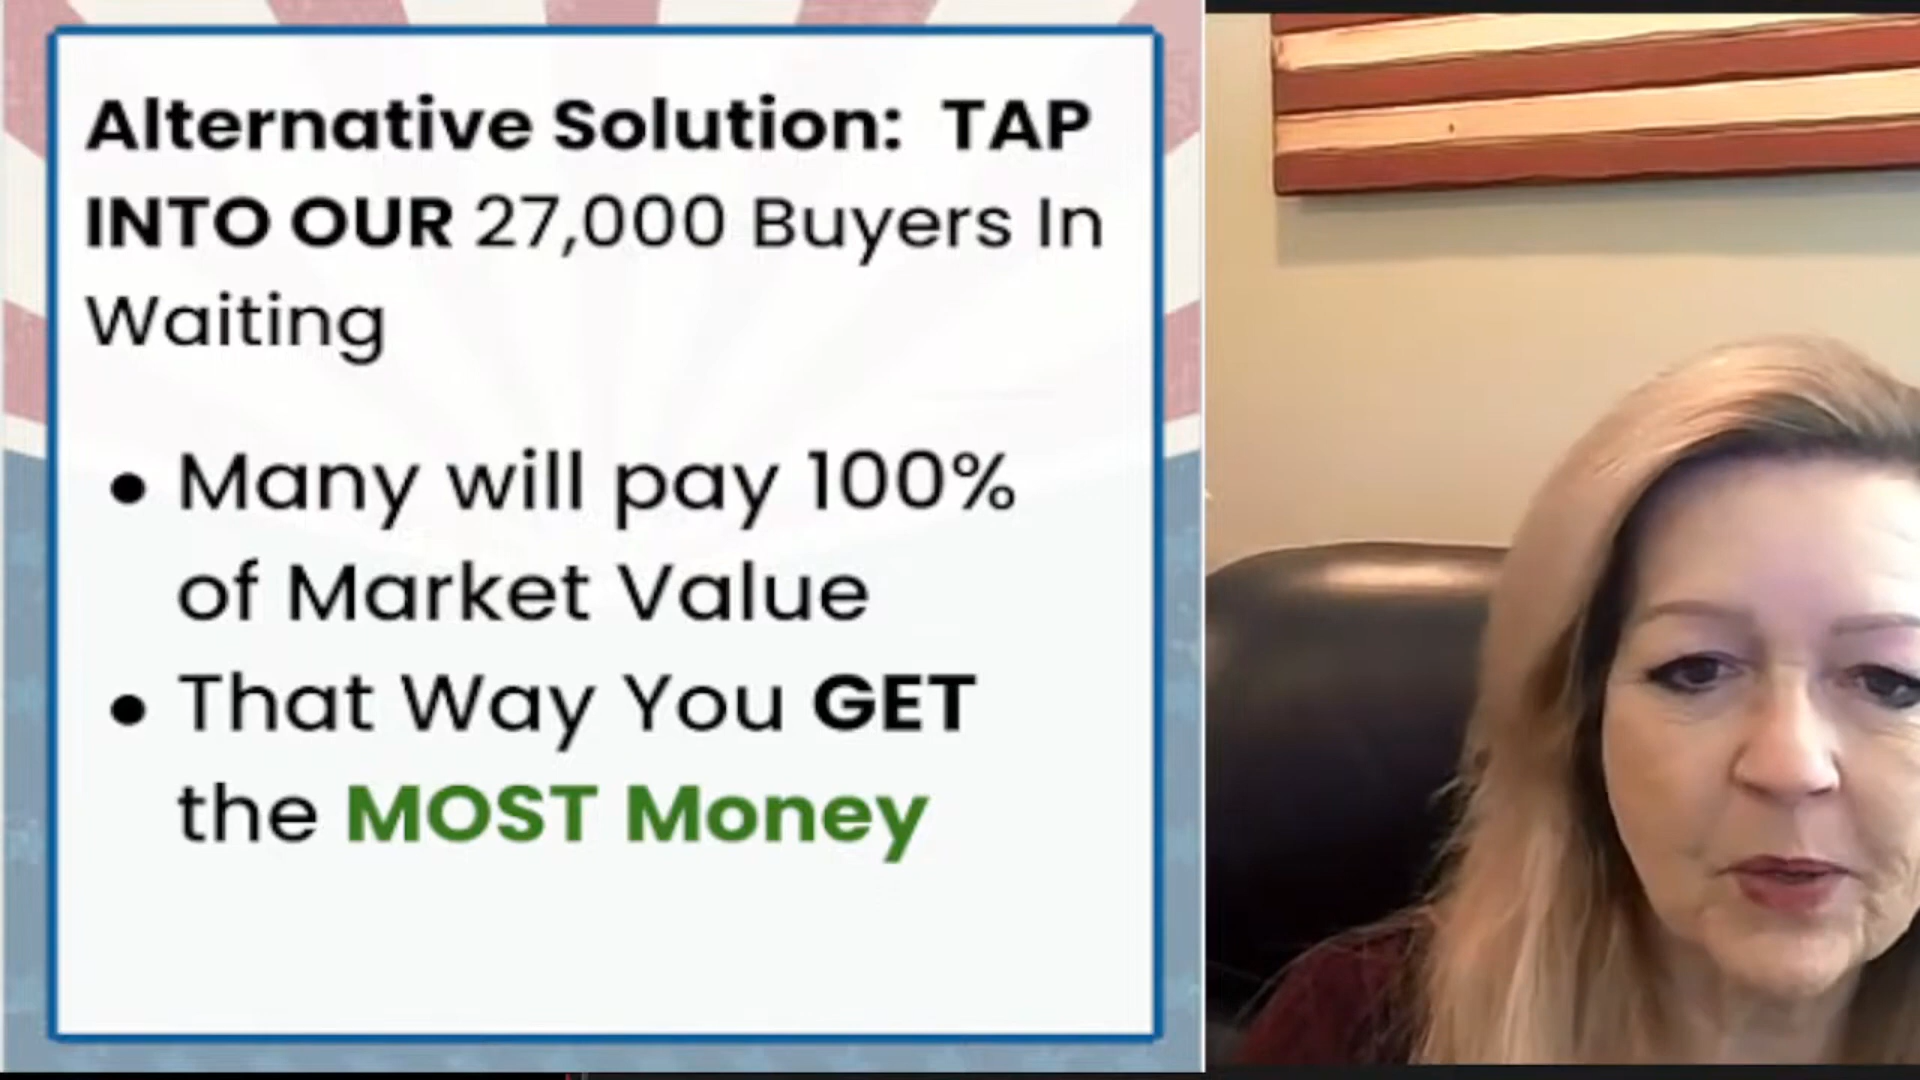 Alternative Solution: TAP
INTO OUR 27,000 Buyers In
Waiting
• Many will pay 100%
of Market Value
• That Way You GET
the MOST Money